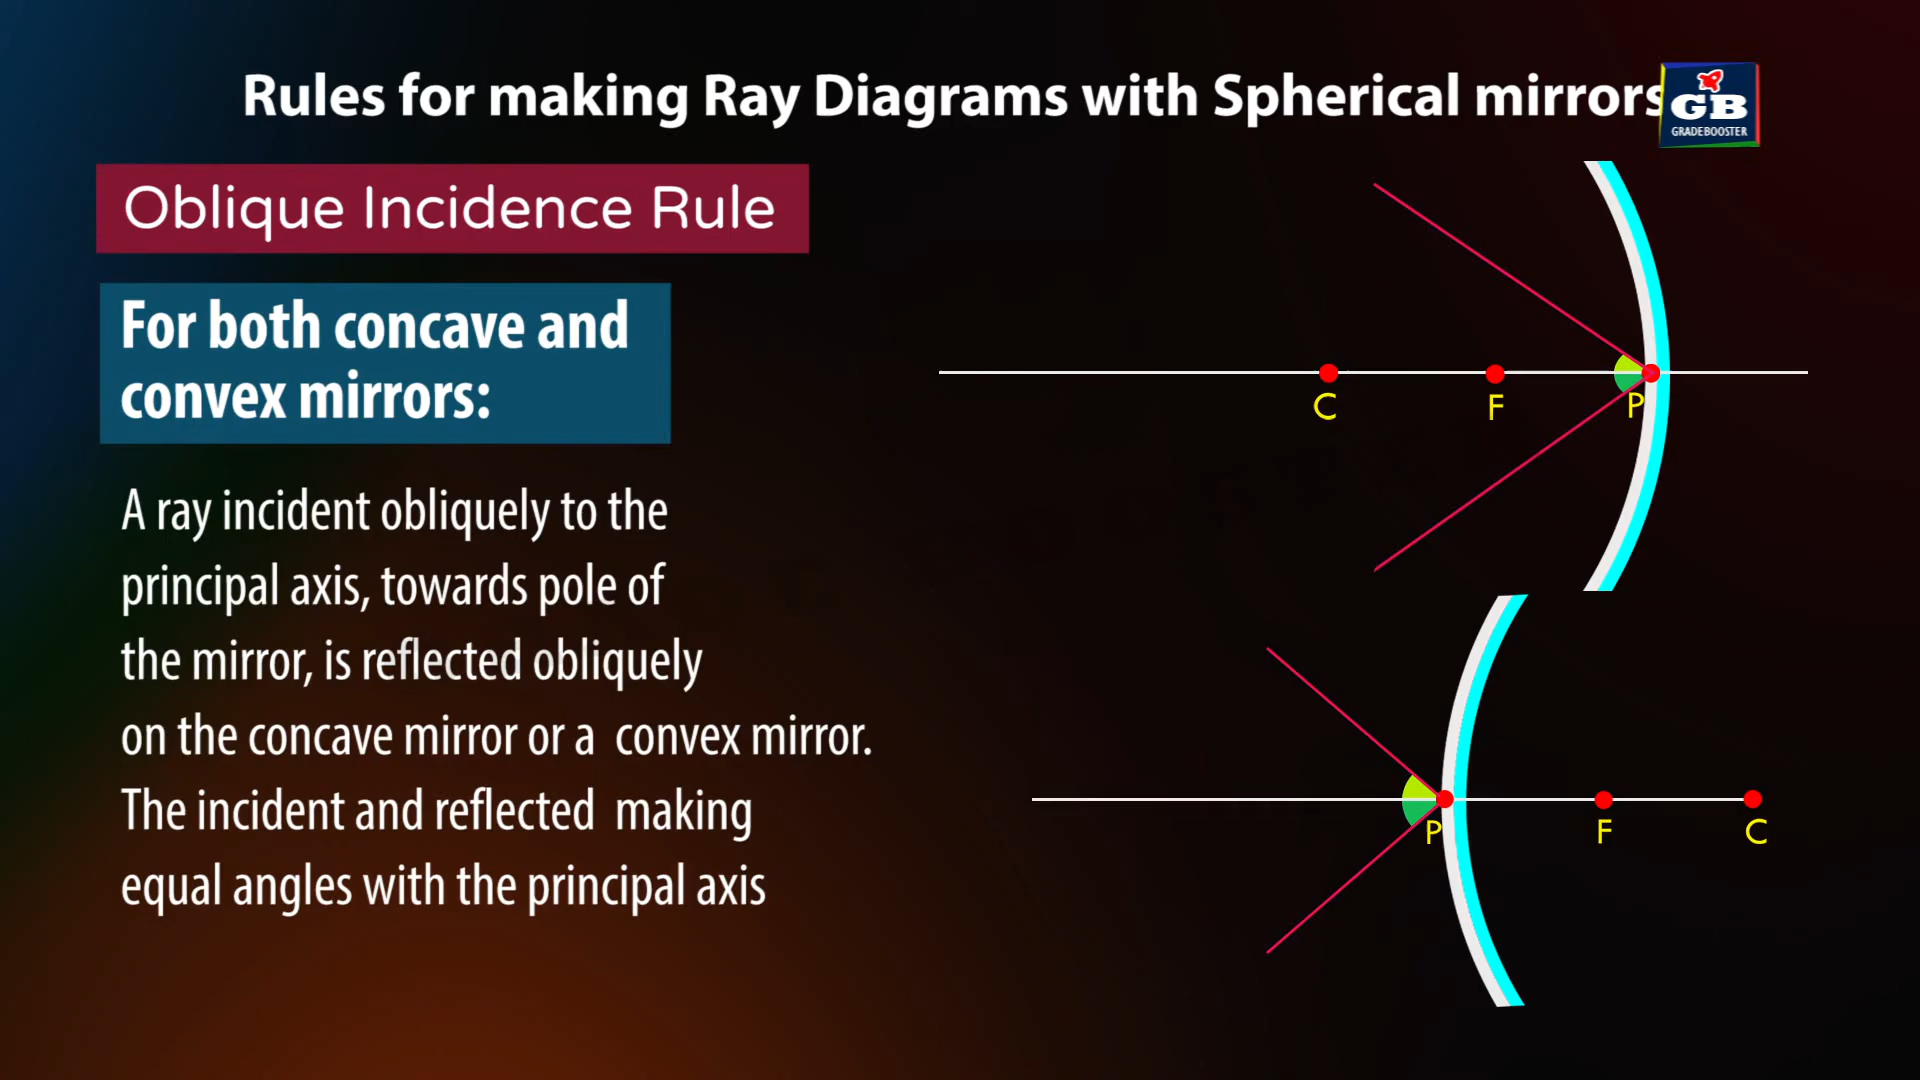 Rules for making Ray Diagrams with Spherical mirrors
GB
GRADEBOOSTER
Oblique Incidence Rule
For both concave and
convex mirrors:
A ray incident obliquely to the
principal axis, towards pole of
the mirror, is reflected obliquely
on the concave mirror or a convex mirror.
The incident and reflected making
equal angles with the principal axis
C F P
P F C